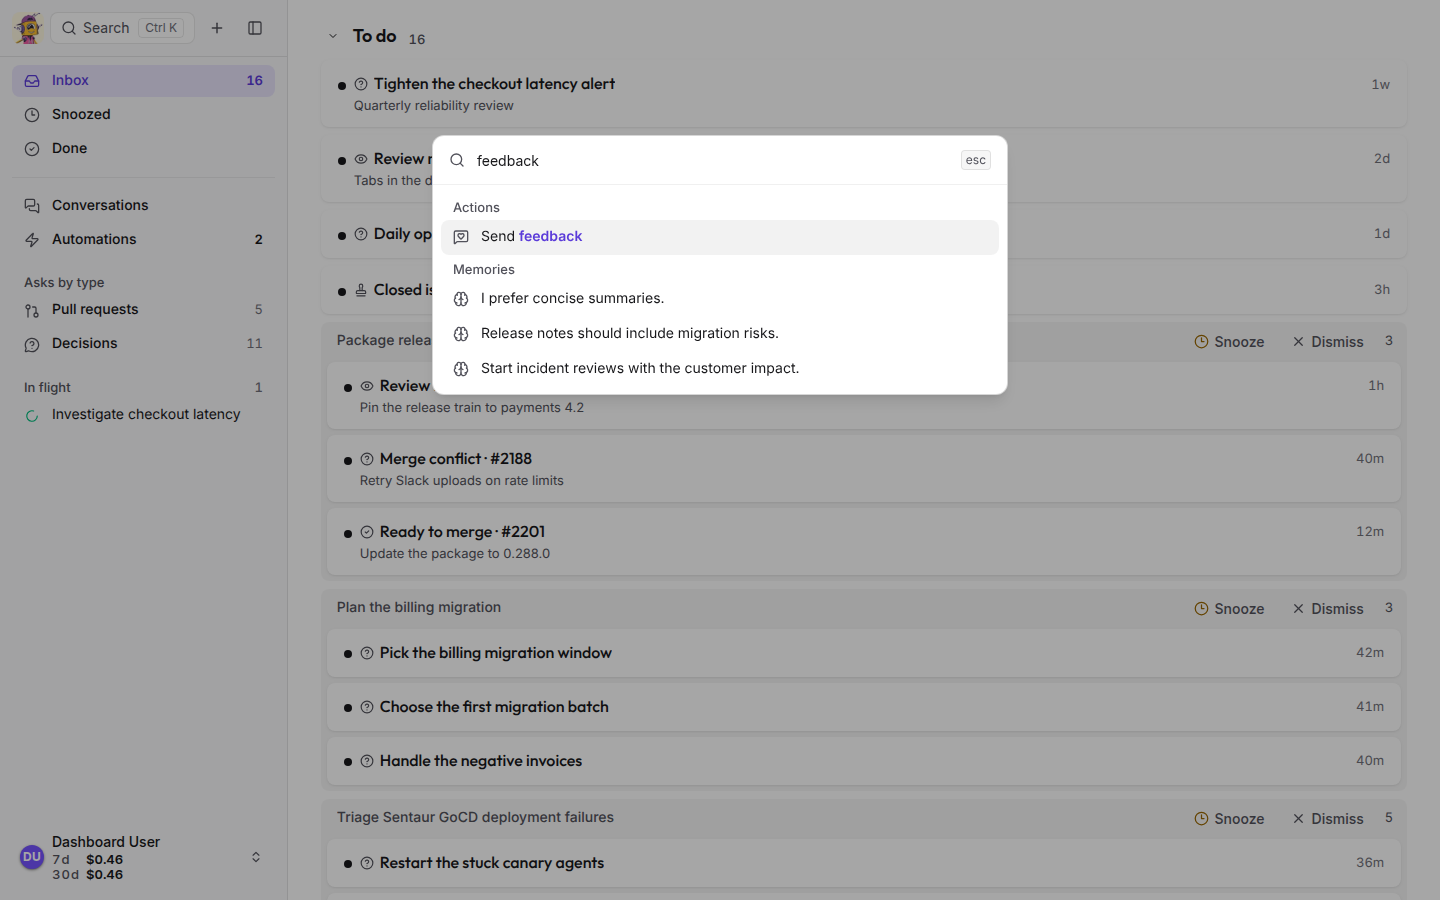 Search Ctrl K
Inbox 16
Snoozed
Done
Conversations
Automations 2
Asks by type
Pull requests 5
Decisions 11
In flight 1
Investigate checkout latency
Dashboard User
DU
7d $0.46
30d $0.46
To do 16
Tighten the checkout latency alert 1w
Quarterly reliability review
Review 2d
Tabs in the
Daily 1d
Closed 3h
feedback esc
Actions
Send feedback
Memories
I prefer concise summaries.
Release notes should include migration risks.
Start incident reviews with the customer impact.
Package Snooze Dismiss 3
Review 1h
Pin the release train to payments 4.2
Merge conflict · #2188 40m
Retry Slack uploads on rate limits
Ready to merge · #2201 12m
Update the package to 0.288.0
Plan the billing migration Snooze Dismiss 3
Pick the billing migration window 42m
Choose the first migration batch 41m
Handle the negative invoices 40m
Triage Sentaur GoCD deployment failures Snooze Dismiss 5
Restart the stuck canary agents 36m